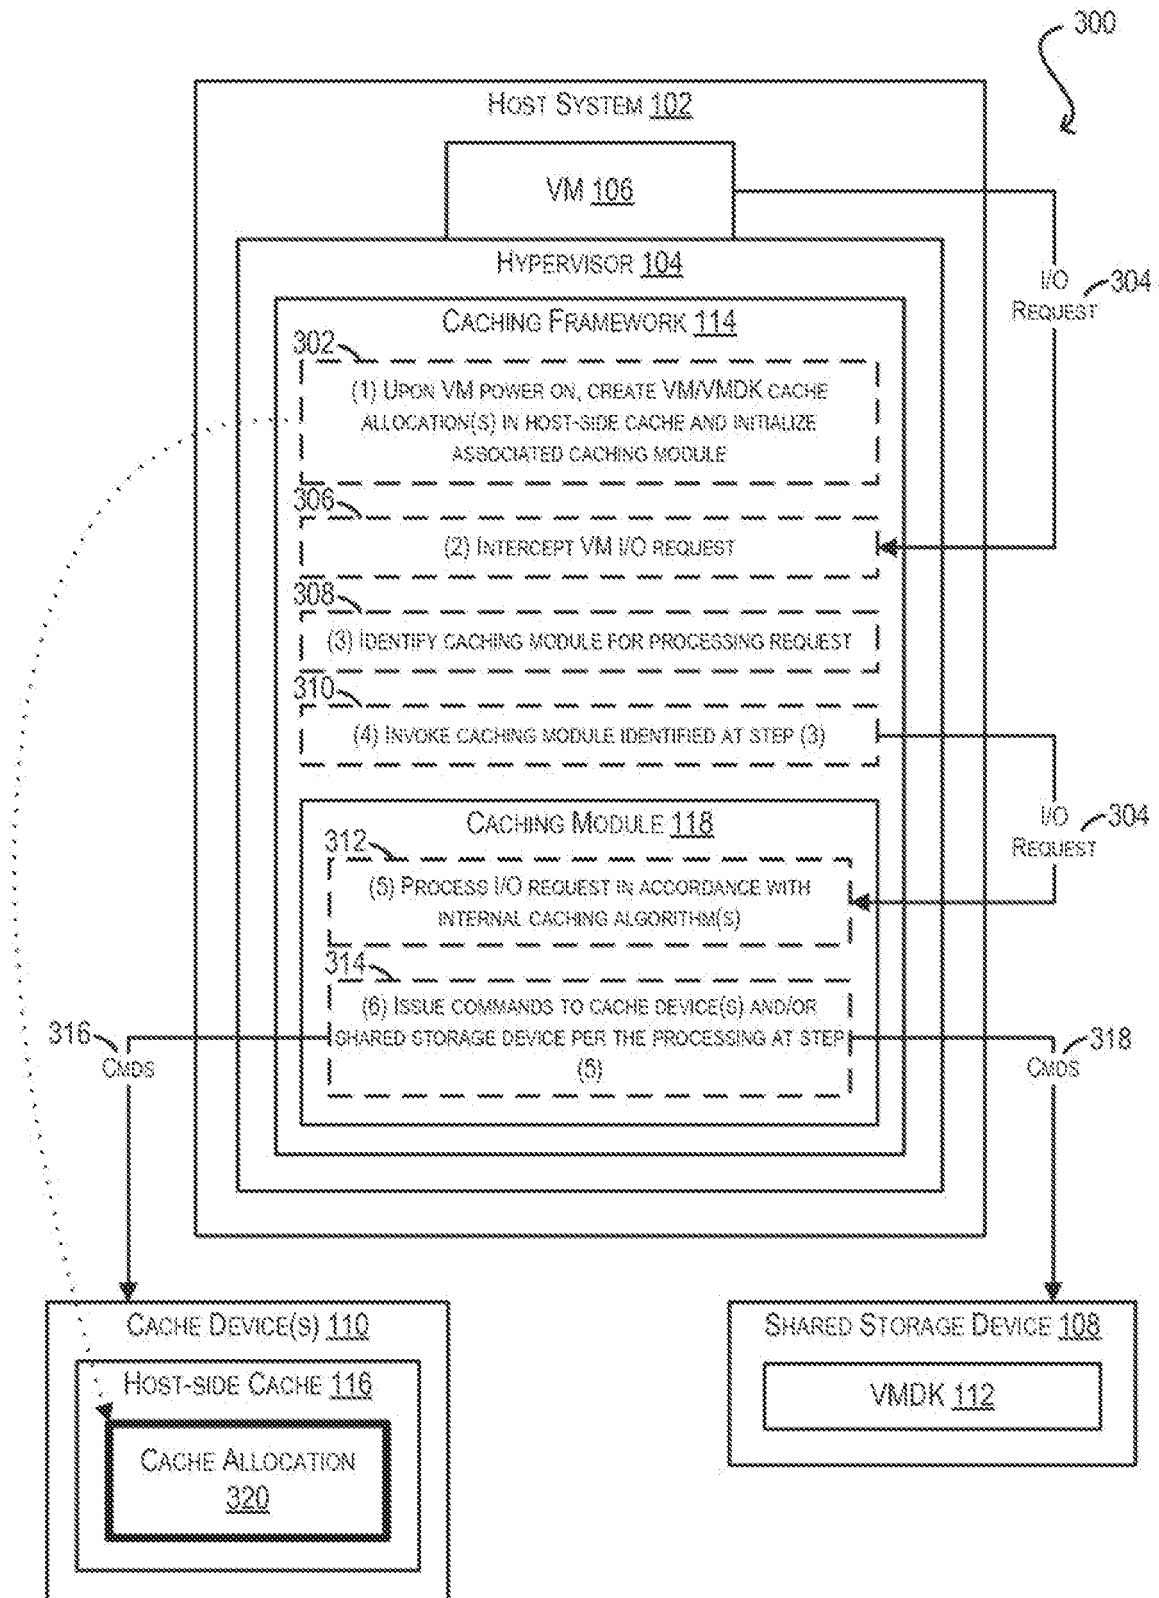 300
HOST SYSTEM 102
VM 106
HYPERVISOR 104
I/O
REQUEST
304
CACHING FRAMEWORK 114
302
(1) UPON VM POWER ON, CREATE VM/VMDK CACHE
ALLOCATION(S) IN HOST-SIDE CACHE AND INITIALIZE
ASSOCIATED CACHING MODULE
306
(2) INTERCEPT VM I/O REQUEST
308
(3) IDENTIFY CACHING MODULE FOR PROCESSING REQUEST
310
(4) INVOKE CACHING MODULE IDENTIFIED AT STEP (3)
I/O
REQUEST
304
CACHING MODULE 118
312
(5) PROCESS I/O REQUEST IN ACCORDANCE WITH
INTERNAL CACHING ALGORITHM(S)
314
(6) ISSUE COMMANDS TO CACHE DEVICE(S) AND/OR
SHARED STORAGE DEVICE PER THE PROCESSING AT STEP
(5)
316
CMDS
318
CMDS
CACHE DEVICE(S) 110
HOST-SIDE CACHE 116
CACHE ALLOCATION
320
SHARED STORAGE DEVICE 108
VMDK 112